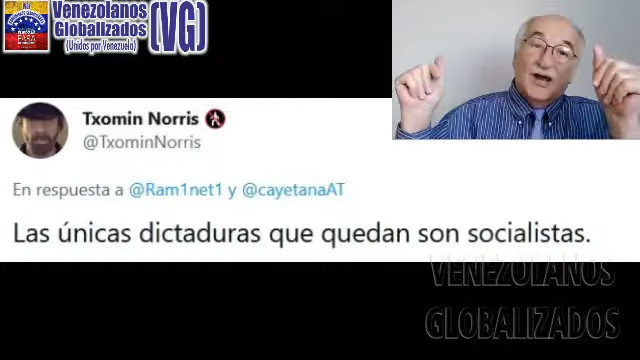 Venezolanos
Globalizados
(Unidos por Venezuela)
(VG)
Txomin Norris
@TxominNorris
En respuesta a @Ram1net1 y @cayetanaAT
Las únicas dictaduras que quedan son socialistas.
VENEZOLANOS
GLOBALIZADOS